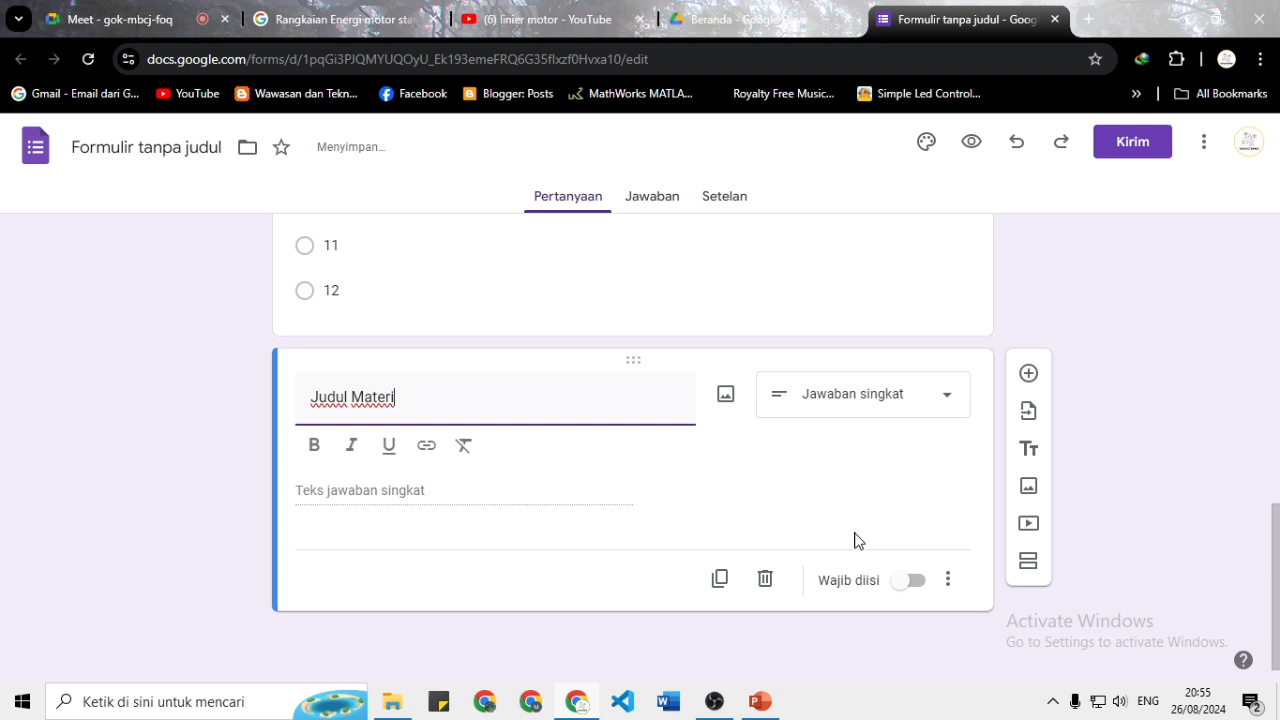 Meet - gok-mbcj-foq
Rangkaian Energi motor sta
(6) linier motor - YouTube
Beranda - Google Drive
Formulir tanpa judul - Goog
docs.google.com/forms/d/1pqGi3PJQMYUQOyU_Ek193emeFRQ6G35flxzf0Hvxa10/edit
Gmail - Email dari G...
YouTube
Wawasan dan Tekn...
Facebook
Blogger: Posts
MathWorks MATLA...
Royalty Free Music...
Simple Led Control...
»
All Bookmarks
Formulir tanpa judul
Menyimpan...
Kirim
Pertanyaan
Jawaban
Setelan
11
12
Judul Materi
Jawaban singkat
B I U
Teks jawaban singkat
Wajib diisi
Tт
Activate Windows
Go to Settings to activate Windows.
Ketik di sini untuk mencari
ENG
20:55
26/08/2024
2